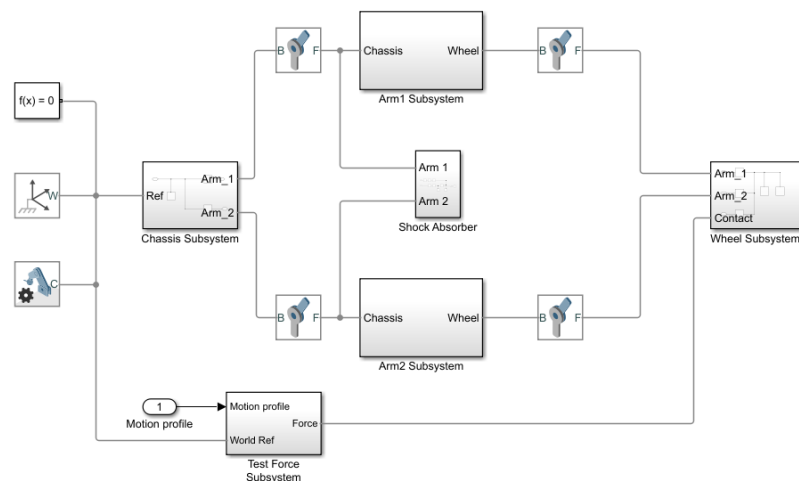 B
F
Chassis
Wheel
B
F
Arm1 Subsystem
f(x) = 0
W
Ref
Arm_1
Arm_2
Chassis Subsystem
Arm 1
Arm 2
Shock Absorber
Arm_1
Arm_2
Contact
Wheel Subsystem
C
B
F
Chassis
Wheel
B
F
Arm2 Subsystem
1
Motion profile
Motion profile
Force
World Ref
Test Force
Subsystem